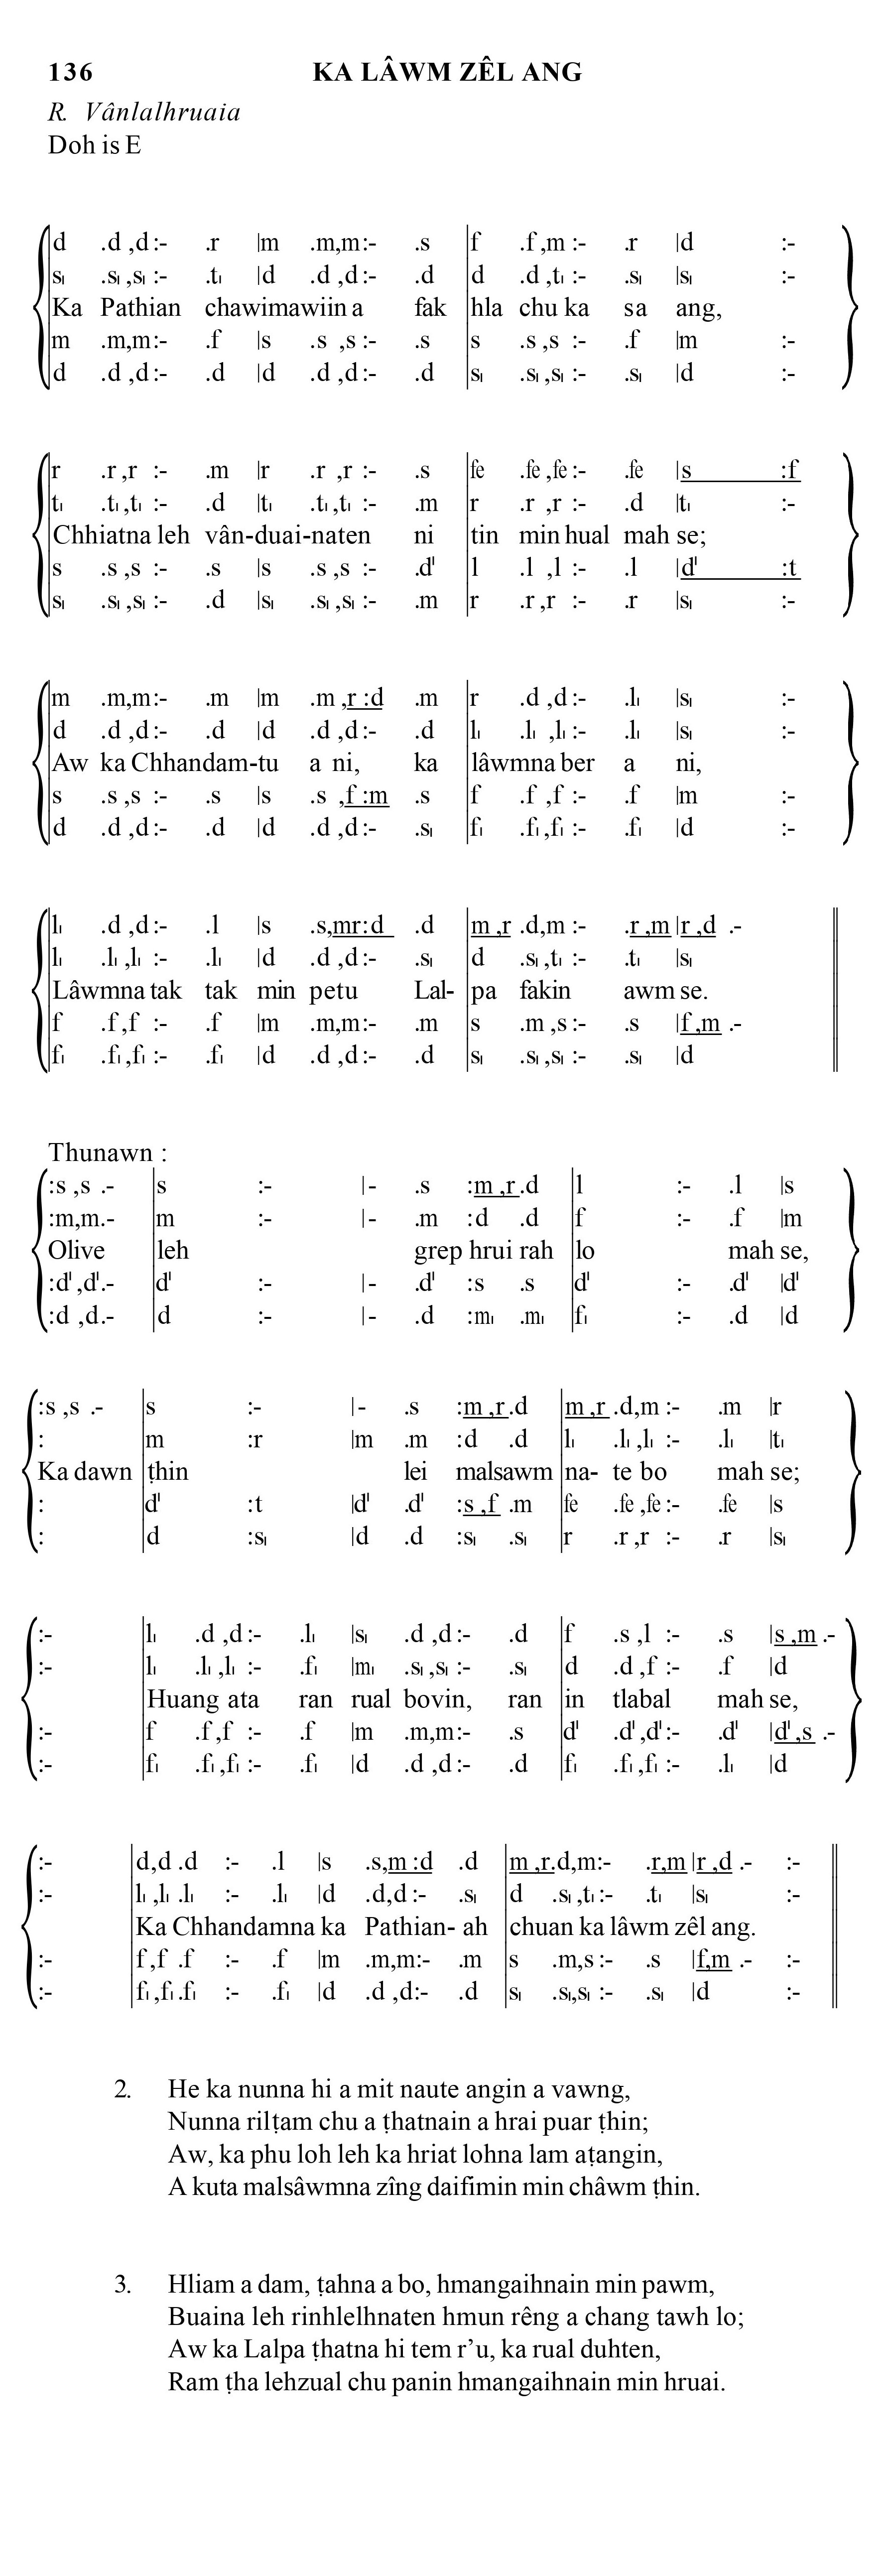 136 KA LÂWM ZÊL ANG
R. Vânlalhruaia
Doh is E
d .d ,d :- .r |m .m,m:- .s |f .f ,m :- .r |d :-
s₁ .s₁ ,s₁ :- .t₁ |d .d ,d :- .d |d .d ,t₁ :- .s₁ |s₁ :-
Ka Pathian chawimawiin a fak hla chu ka sa ang,
m .m,m:- .f |s .s ,s :- .s |s .s ,s :- .f |m :-
d .d ,d :- .d |d .d ,d :- .d |s₁ .s₁ ,s₁ :- .s₁ |d :-
r .r ,r :- .m |r .r ,r :- .s |fe .fe ,fe :- .fe |s :f
t₁ .t₁ ,t₁ :- .d |t₁ .t₁ ,t₁ :- .m |r .r ,r :- .d |t₁ :-
Chhiatna leh vân-duai-naten ni tin min hual mah se;
s .s ,s :- .s |s .s ,s :- .d' |l .l ,l :- .l |d' :t
s₁ .s₁ ,s₁ :- .d |s₁ .s₁ ,s₁ :- .m |r .r ,r :- .r |s₁ :-
m .m,m:- .m |m .m ,r :d .m |r .d ,d :- .l₁ |s₁ :-
d .d ,d :- .d |d .d ,d :- .d |l₁ .l₁ ,l₁ :- .l₁ |s₁ :-
Aw ka Chhandam-tu a ni, ka lâwmna ber a ni,
s .s ,s :- .s |s .s ,f :m .s |f .f ,f :- .f |m :-
d .d ,d :- .d |d .d ,d :- .s₁ |f₁ .f₁ ,f₁ :- .f₁ |d :-
l₁ .d ,d :- .l |s .s,mr:d .d |m ,r .d,m :- .r ,m |r ,d .-
l₁ .l₁ ,l₁ :- .l₁ |d .d ,d :- .s₁ |d .s₁ ,t₁ :- .t₁ |s₁
Lâwmna tak tak min petu Lal- pa fakin awm se.
f .f ,f :- .f |m .m,m:- .m |s .m ,s :- .s |f ,m .-
f₁ .f₁ ,f₁ :- .f₁ |d .d ,d :- .d |s₁ .s₁ ,s₁ :- .s₁ |d
Thunawn :
:s ,s .- |s :- |- .s :m ,r .d |l :- .l |s
:m,m.- |m :- |- .m :d .d |f :- .f |m
Olive leh grep hrui rah lo mah se,
:d' ,d'.- |d' :- |- .d' :s .s |d' :- .d' |d'
:d ,d.- |d :- |- .d :m₁ .m₁ |f₁ :- .d |d
:s ,s .- |s :- |- .s :m ,r .d |m ,r .d,m :- .m |r
: |m :r |m .m :d .d |l₁ .l₁ ,l₁ :- .l₁ |t₁
Ka dawn ṭhin lei malsawm na- te bo mah se;
: |d' :t |d' .d' :s ,f .m |fe .fe ,fe :- .fe |s
: |d :s₁ |d .d :s₁ .s₁ |r .r ,r :- .r |s₁
:- |l₁ .d ,d :- .l₁ |s₁ .d ,d :- .d |f .s ,l :- .s |s ,m .-
:- |l₁ .l₁ ,l₁ :- .f₁ |m₁ .s₁ ,s₁ :- .s₁ |d .d ,f :- .f |d
Huang ata ran rual bovin, ran in tlabal mah se,
:- |f .f ,f :- .f |m .m,m:- .s |d' .d' ,d' :- .d' |d' ,s .-
:- |f₁ .f₁ ,f₁ :- .f₁ |d .d ,d :- .d |f₁ .f₁ ,f₁ :- .l₁ |d
:- |d,d .d :- .l |s .s,m :d .d |m ,r.d,m:- .r,m |r ,d .- :-
:- |l₁ ,l₁ .l₁ :- .l₁ |d .d,d :- .s₁ |d .s₁ ,t₁ :- .t₁ |s₁ :-
Ka Chhandamna ka Pathian- ah chuan ka lâwm zêl ang.
:- |f ,f .f :- .f |m .m,m:- .m |s .m,s :- .s |f,m .- :-
:- |f₁ ,f₁ .f₁ :- .f₁ |d .d ,d:- .d |s₁ .s₁,s₁ :- .s₁ |d :-
2. He ka nunna hi a mit naute angin a vawng,
Nunna rilṭam chu a ṭhatnain a hrai puar ṭhin;
Aw, ka phu loh leh ka hriat lohna lam aṭangin,
A kuta malsâwmna zîng daifimin min châwm ṭhin.
3. Hliam a dam, ṭahna a bo, hmangaihnain min pawm,
Buaina leh rinhlelhnaten hmun rêng a chang tawh lo;
Aw ka Lalpa ṭhatna hi tem r’u, ka rual duhten,
Ram ṭha lehzual chu panin hmangaihnain min hruai.